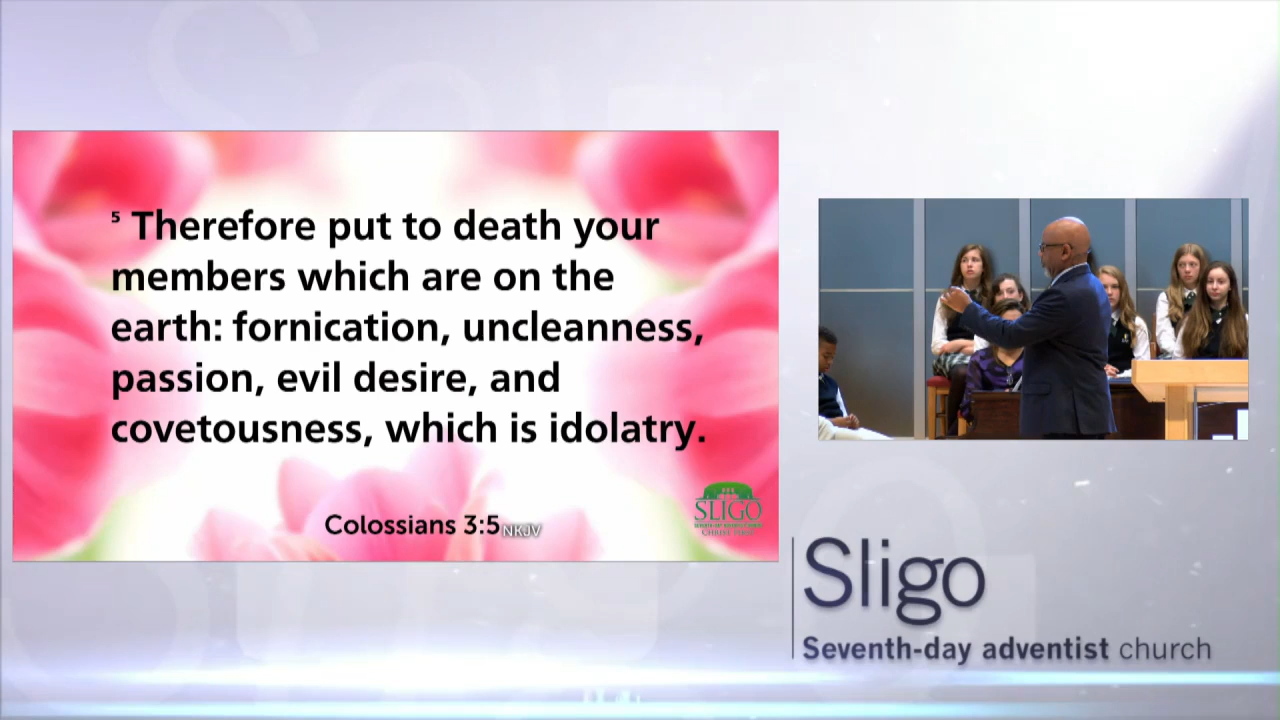 ⁵ Therefore put to death your
members which are on the
earth: fornication, uncleanness,
passion, evil desire, and
covetousness, which is idolatry.
Colossians 3:5 NKJV
SLIGO
Sligo
Seventh-day adventist church